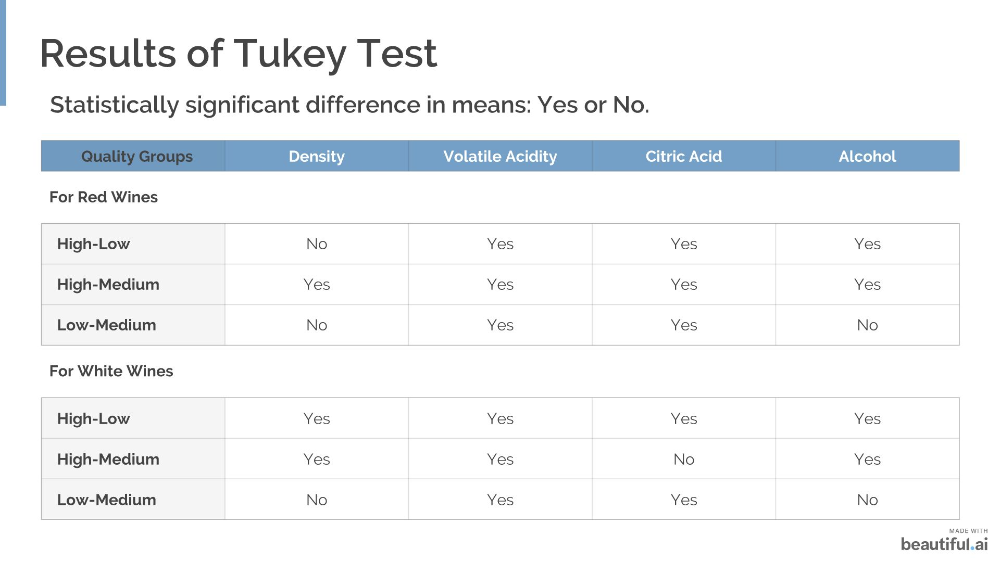 Results of Tukey Test
Statistically significant difference in means: Yes or No.
Quality Groups Density Volatile Acidity Citric Acid Alcohol
For Red Wines
High-Low No Yes Yes Yes
High-Medium Yes Yes Yes Yes
Low-Medium No Yes Yes No
For White Wines
High-Low Yes Yes Yes Yes
High-Medium Yes Yes No Yes
Low-Medium No Yes Yes No
MADE WITH
beautiful.ai